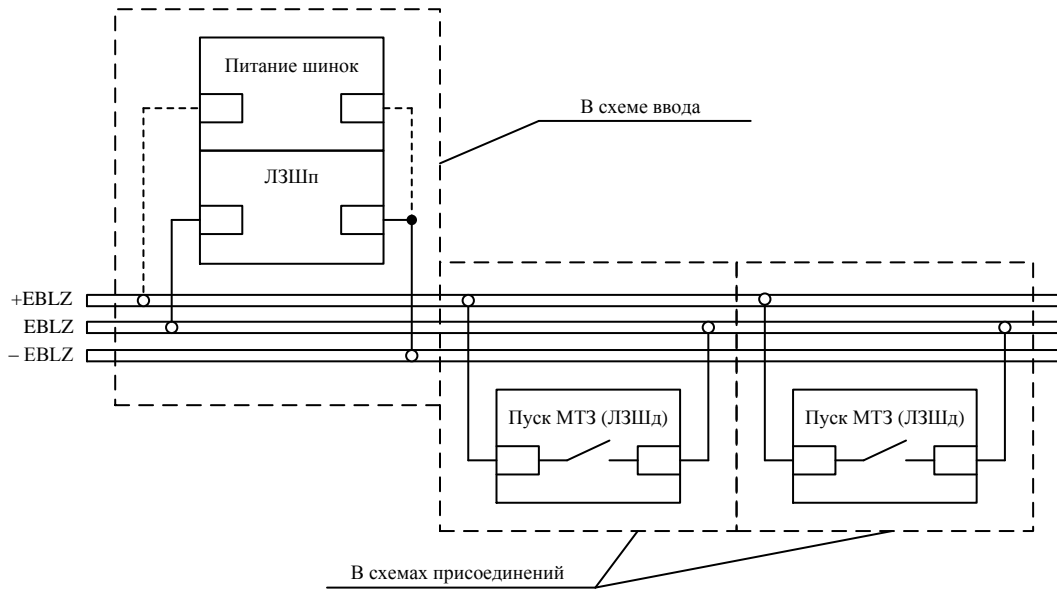 Питание шинок
В схеме ввода
ЛЗШп
+EBLZ
EBLZ
– EBLZ
Пуск МТЗ (ЛЗШд)
Пуск МТЗ (ЛЗШд)
В схемах присоединений